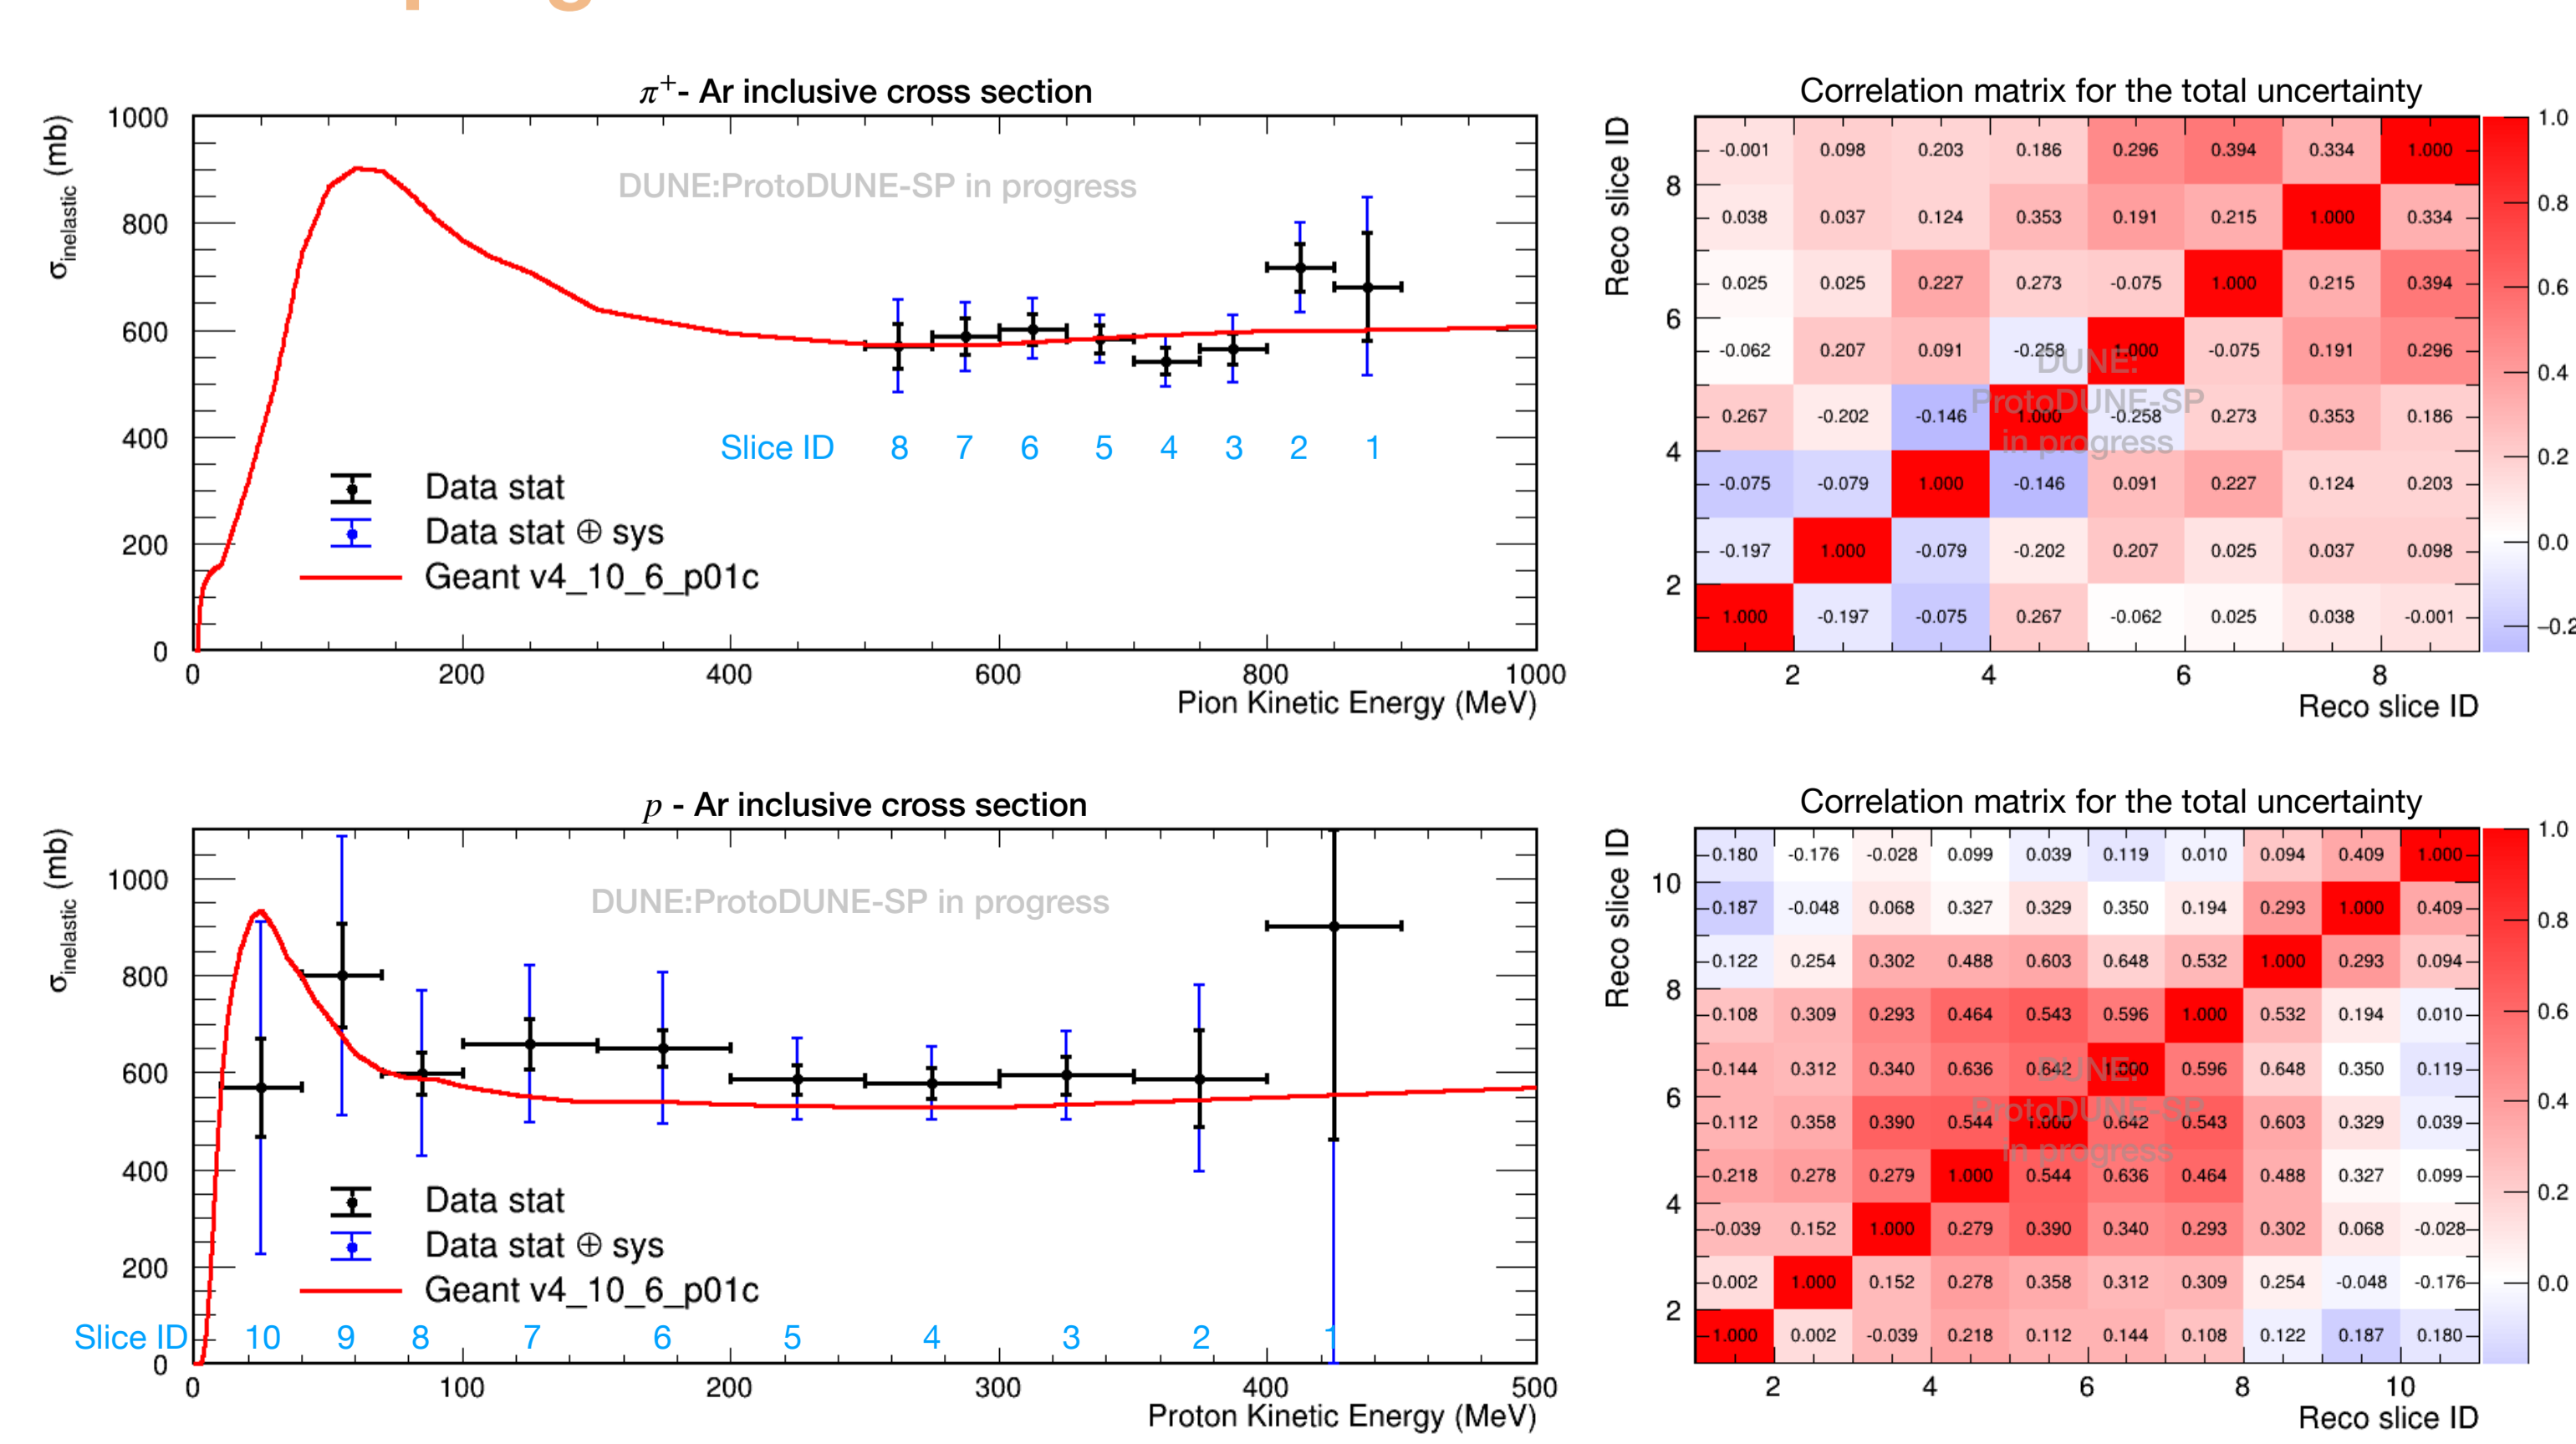 π+- Ar inclusive cross section
σinelastic (mb)
1000
800
600
400
200
0
DUNE:ProtoDUNE-SP in progress
Slice ID 8 7 6 5 4 3 2 1
Data stat
Data stat ⊕ sys
Geant v4_10_6_p01c
0 200 400 600 800 1000
Pion Kinetic Energy (MeV)
Correlation matrix for the total uncertainty
Reco slice ID
8
6
4
2
-0.001 0.098 0.203 0.186 0.296 0.394 0.334 1.000
0.038 0.037 0.124 0.353 0.191 0.215 1.000 0.334
0.025 0.025 0.227 0.273 -0.075 1.000 0.215 0.394
-0.062 0.207 0.091 -0.258 1.000 -0.075 0.191 0.296
0.267 -0.202 -0.146 1.000 -0.258 0.273 0.353 0.186
-0.075 -0.079 1.000 -0.146 0.091 0.227 0.124 0.203
-0.197 1.000 -0.079 -0.202 0.207 0.025 0.037 0.098
1.000 -0.197 -0.075 0.267 -0.062 0.025 0.038 -0.001
DUNE:
ProtoDUNE-SP
in progress
2 4 6 8
Reco slice ID
1.0
0.8
0.6
0.4
0.2
0.0
−0.2
p - Ar inclusive cross section
σinelastic (mb)
1000
800
600
400
200
0
DUNE:ProtoDUNE-SP in progress
Data stat
Data stat ⊕ sys
Geant v4_10_6_p01c
Slice ID 10 9 8 7 6 5 4 3 2 1
0 100 200 300 400 500
Proton Kinetic Energy (MeV)
Correlation matrix for the total uncertainty
Reco slice ID
10
8
6
4
2
0.180 -0.176 -0.028 0.099 0.039 0.119 0.010 0.094 0.409 1.000
0.187 -0.048 0.068 0.327 0.329 0.350 0.194 0.293 1.000 0.409
0.122 0.254 0.302 0.488 0.603 0.648 0.532 1.000 0.293 0.094
0.108 0.309 0.293 0.464 0.543 0.596 1.000 0.532 0.194 0.010
0.144 0.312 0.340 0.636 0.642 1.000 0.596 0.648 0.350 0.119
0.112 0.358 0.390 0.544 1.000 0.642 0.543 0.603 0.329 0.039
0.218 0.278 0.279 1.000 0.544 0.636 0.464 0.488 0.327 0.099
-0.039 0.152 1.000 0.279 0.390 0.340 0.293 0.302 0.068 -0.028
0.002 1.000 0.152 0.278 0.358 0.312 0.309 0.254 -0.048 -0.176
1.000 0.002 -0.039 0.218 0.112 0.144 0.108 0.122 0.187 0.180
DUNE:
ProtoDUNE-SP
in progress
2 4 6 8 10
Reco slice ID
1.0
0.8
0.6
0.4
0.2
0.0